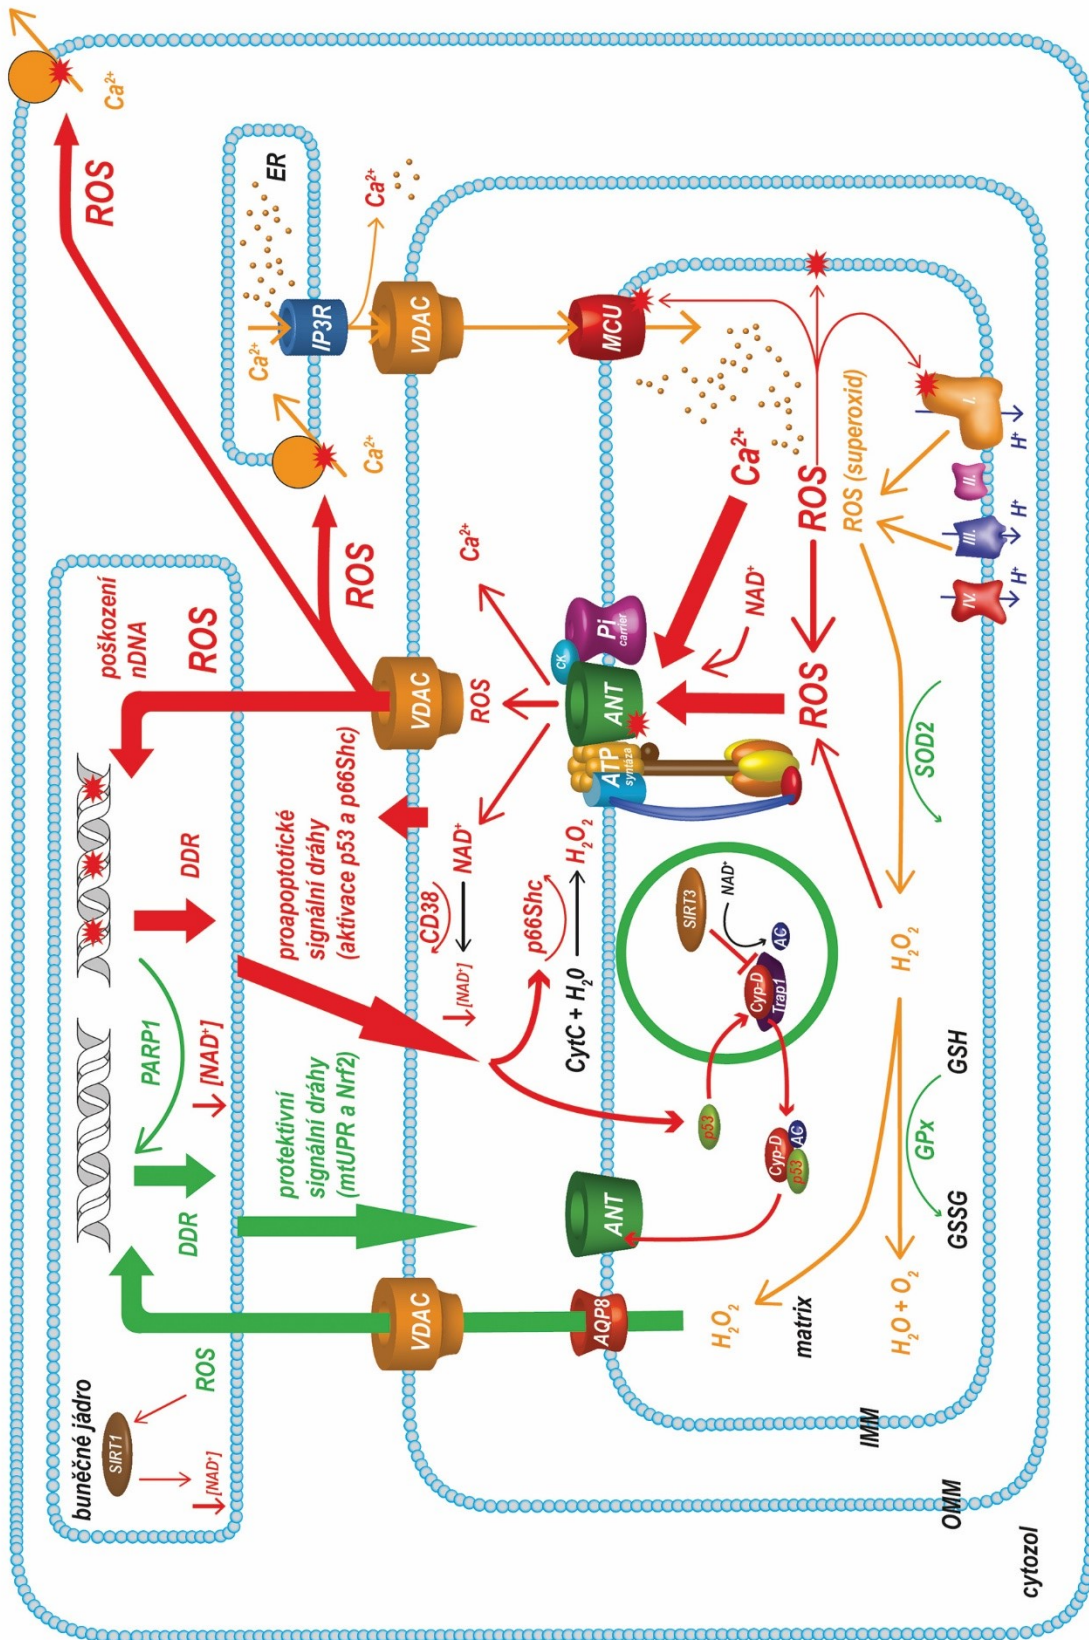 buněčné jádro
SIRT1
↓[NAD⁺]
ROS
DDR
PARP1
↓ [NAD⁺]
DDR
poškození
nDNA
ROS
ROS
Ca²⁺
protektivní
signální dráhy
(mtUPR a Nrf2)
proapoptotické
signální dráhy
(aktivace p53 a p66Shc)
ROS
Ca²⁺
Ca²⁺
ER
IP3R
Ca²⁺
VDAC
VDAC
VDAC
CD38
↓[NAD⁺]
NAD⁺
ROS
Ca²⁺
p66Shc
CytC + H₂0
H₂O₂
AQP8
ANT
ATP
syntáza
ANT
CK
Pi
carrier
MCU
p53
Cyp-D
p53
AC
SIRT3
NAD⁺
Cyp-D
Trap1
AC
NAD⁺
Ca²⁺
H₂O₂
ROS
ROS
matrix
ROS (superoxid)
H₂O + O₂
H₂O₂
GSSG
GPx
GSH
SOD2
IV.
III.
II.
I.
H⁺
H⁺
H⁺
IMM
OMM
cytozol